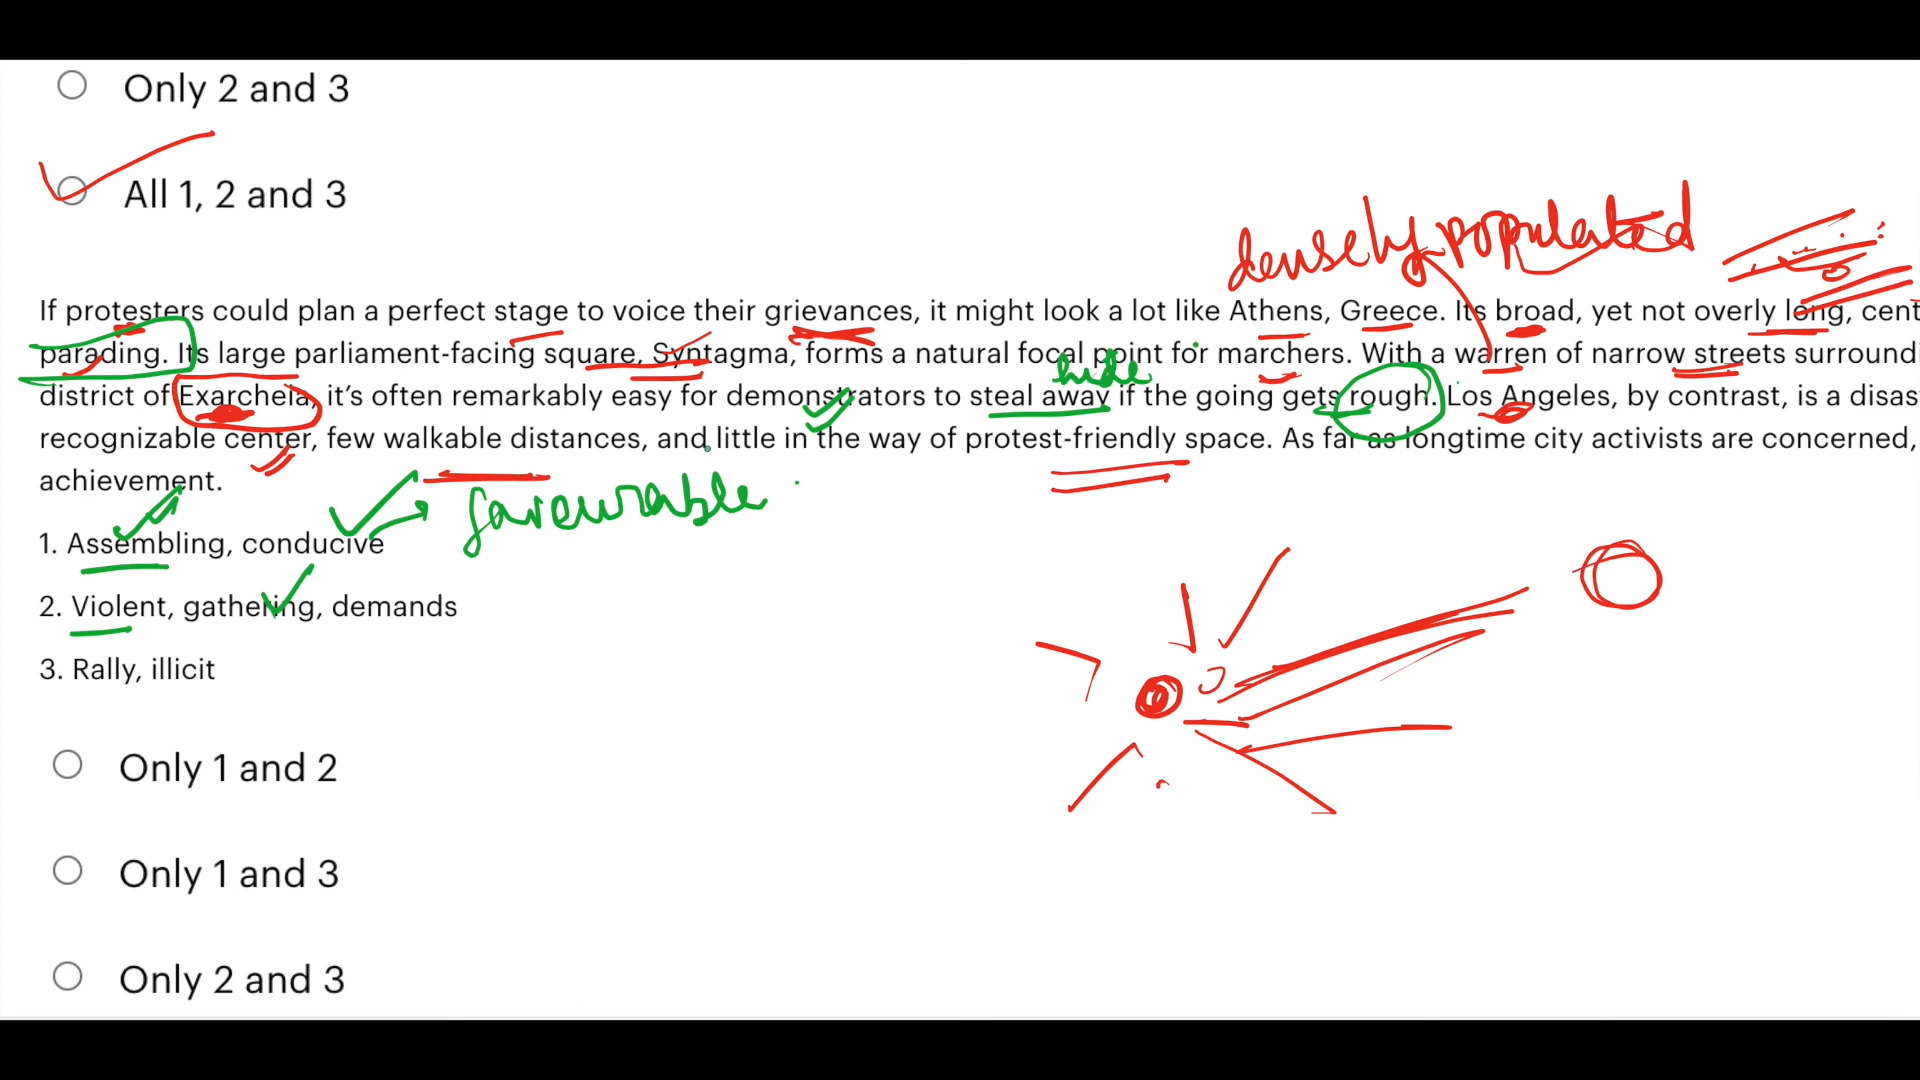 Only 2 and 3
All 1, 2 and 3
densely populated
If protesters could plan a perfect stage to voice their grievances, it might look a lot like Athens, Greece. Its broad, yet not overly long, cent
parading. Its large parliament-facing square, Syntagma, forms a natural focal point for marchers. With a warren of narrow streets surround
hide
district of Exarcheia, it's often remarkably easy for demonstrators to steal away if the going gets rough. Los Angeles, by contrast, is a disas
recognizable center, few walkable distances, and little in the way of protest-friendly space. As far as longtime city activists are concerned,
achievement.
favourable
1. Assembling, conducive
2. Violent, gathering, demands
3. Rally, illicit
Only 1 and 2
Only 1 and 3
Only 2 and 3